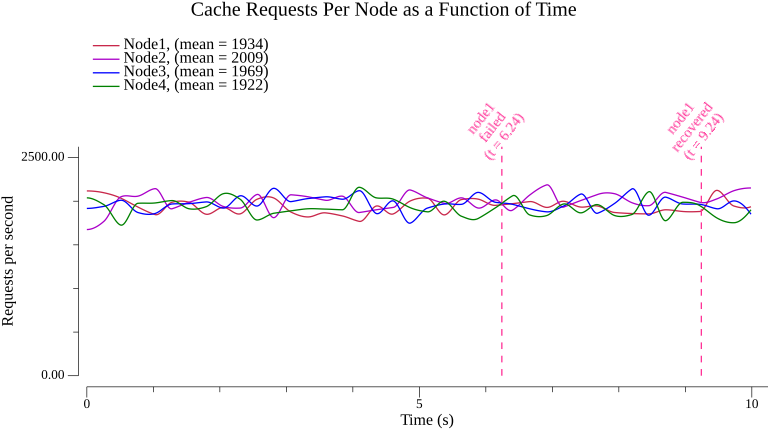 Cache Requests Per Node as a Function of Time
Node1, (mean = 1934)
Node2, (mean = 2009)
Node3, (mean = 1969)
Node4, (mean = 1922)
node1
failed
(t = 6.24)
node1
recovered
(t = 9.24)
2500.00
Requests per second
0.00
0
5
10
Time (s)